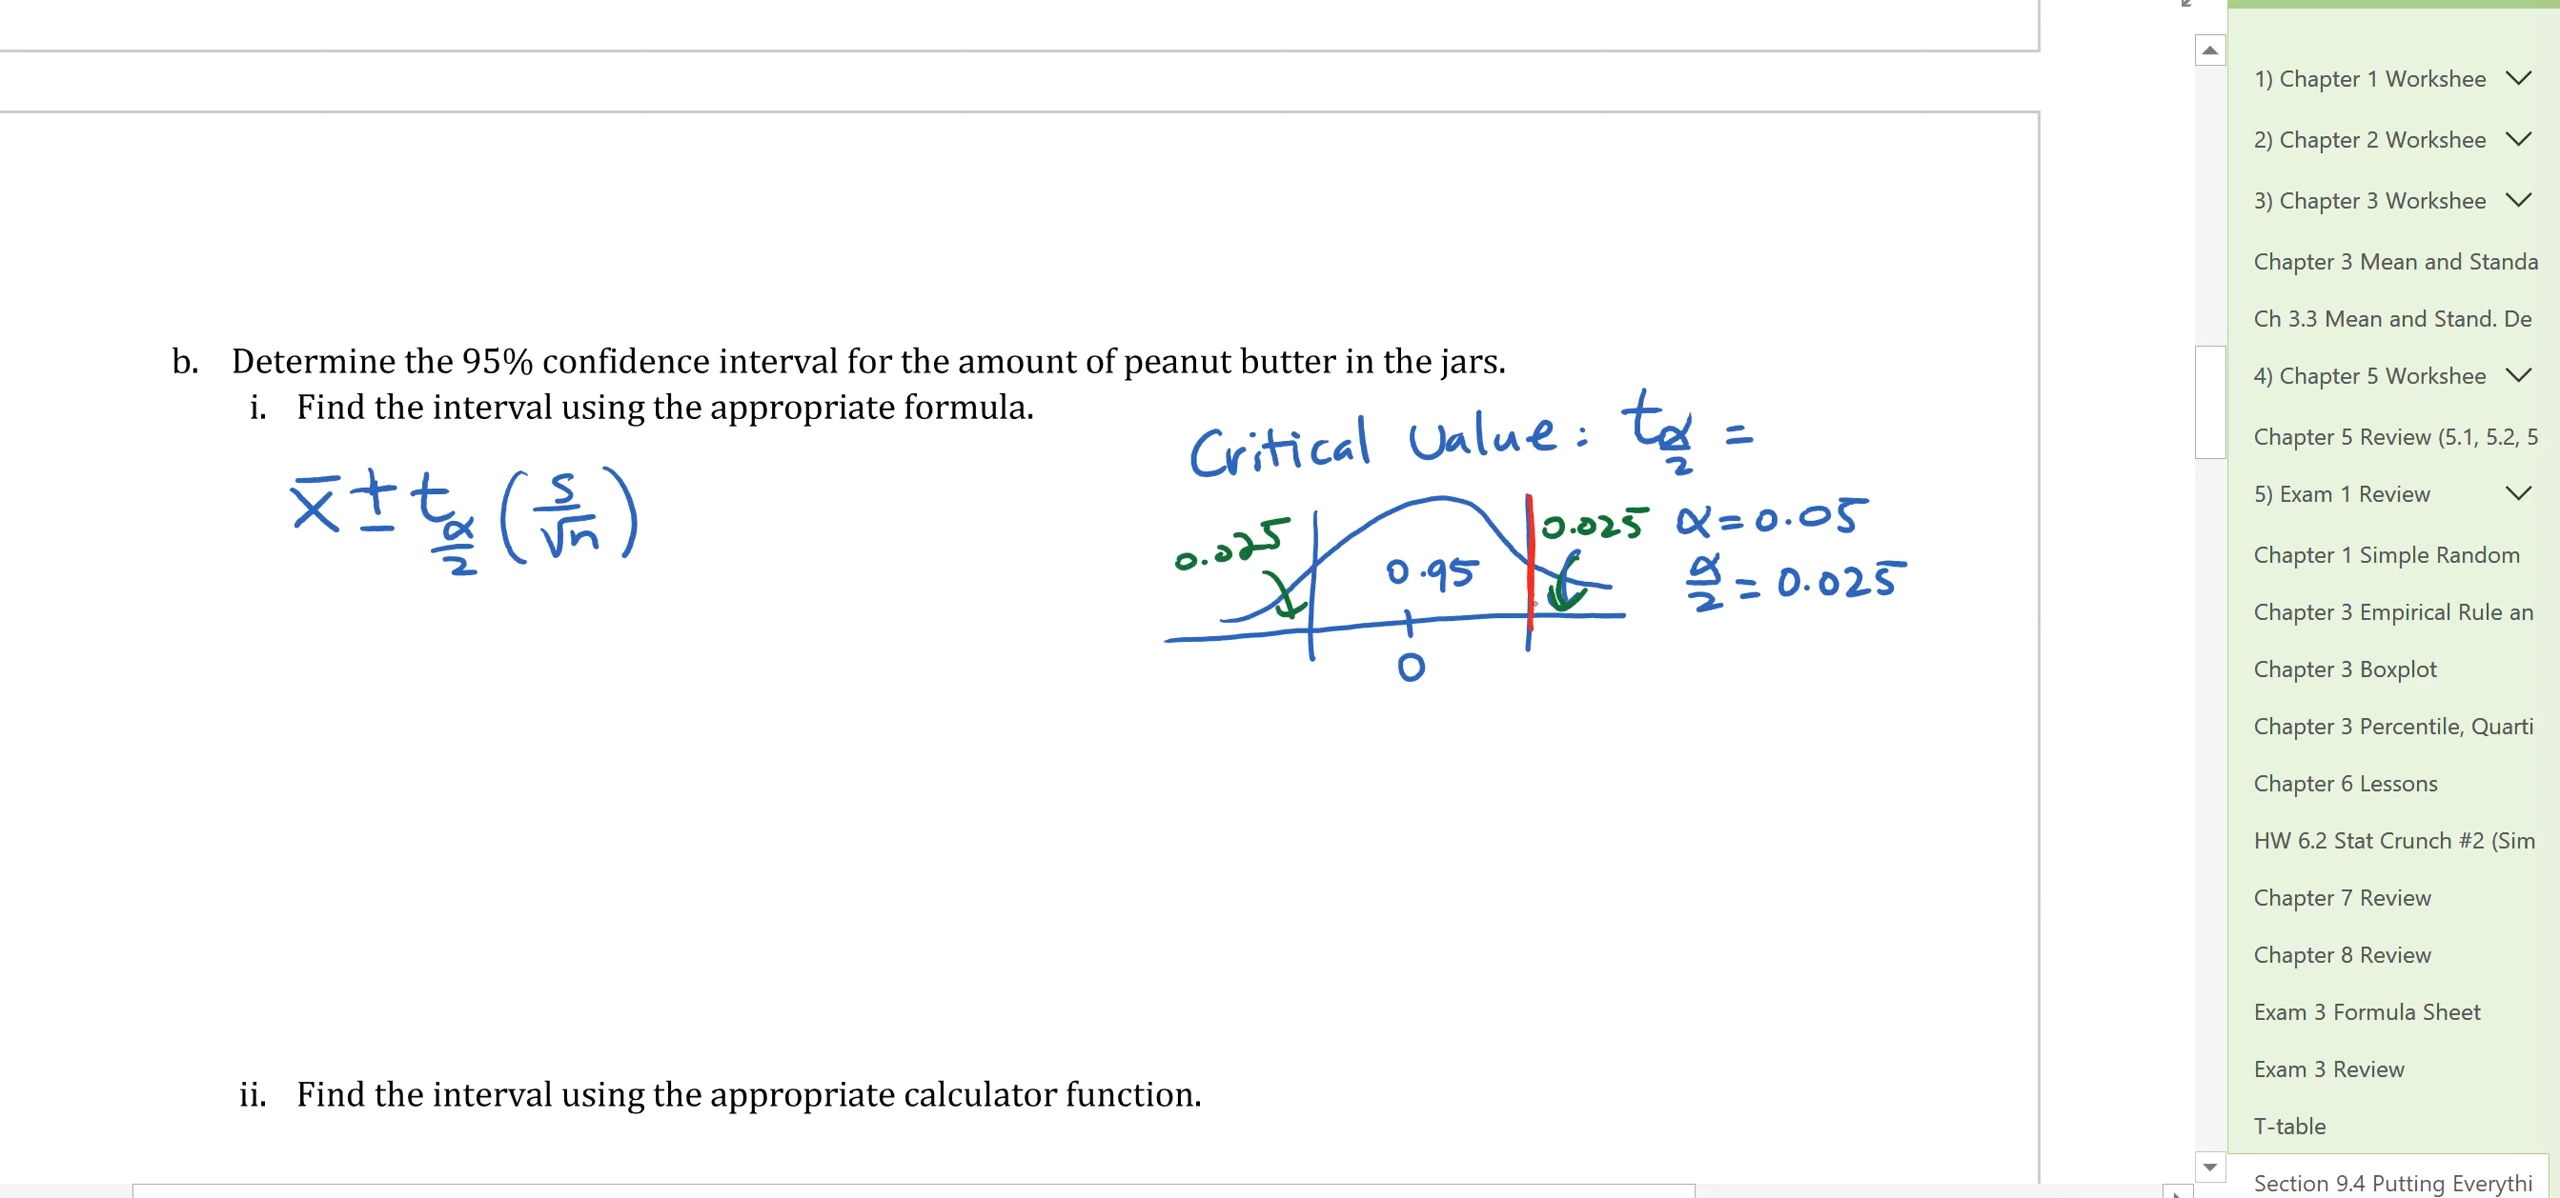 b. Determine the 95% confidence interval for the amount of peanut butter in the jars.
i. Find the interval using the appropriate formula.
Critical Value: t α/2 =
x̄ ± t α/2 (s/√n)
0.025
0.95
0.025
α = 0.05
α/2 = 0.025
0
ii. Find the interval using the appropriate calculator function.
1) Chapter 1 Workshee
2) Chapter 2 Workshee
3) Chapter 3 Workshee
Chapter 3 Mean and Standa
Ch 3.3 Mean and Stand. De
4) Chapter 5 Workshee
Chapter 5 Review (5.1, 5.2, 5
5) Exam 1 Review
Chapter 1 Simple Random
Chapter 3 Empirical Rule an
Chapter 3 Boxplot
Chapter 3 Percentile, Quarti
Chapter 6 Lessons
HW 6.2 Stat Crunch #2 (Sim
Chapter 7 Review
Chapter 8 Review
Exam 3 Formula Sheet
Exam 3 Review
T-table
Section 9.4 Putting Everythi